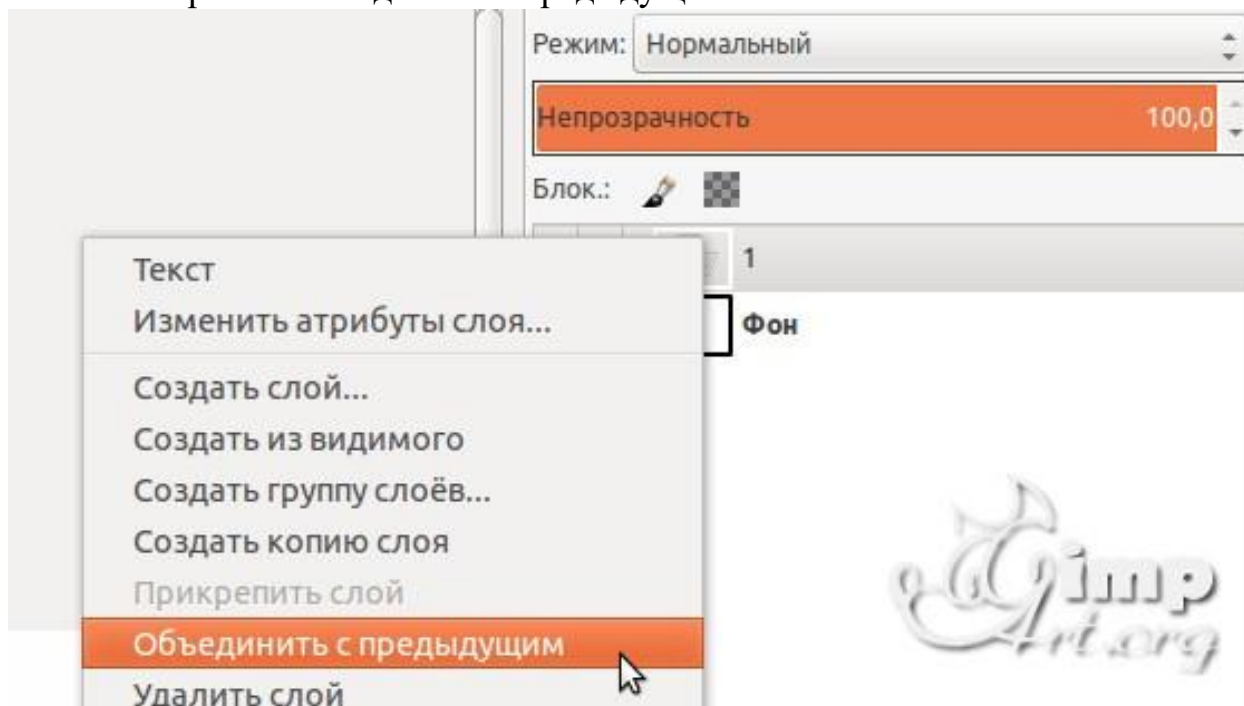 Режим: Нормальный
Непрозрачность 100,0
Блок.:
1
Фон
Текст
Изменить атрибуты слоя...
Создать слой...
Создать из видимого
Создать группу слоёв...
Создать копию слоя
Прикрепить слой
Объединить с предыдущим
Удалить слой
Gimp
Art.org